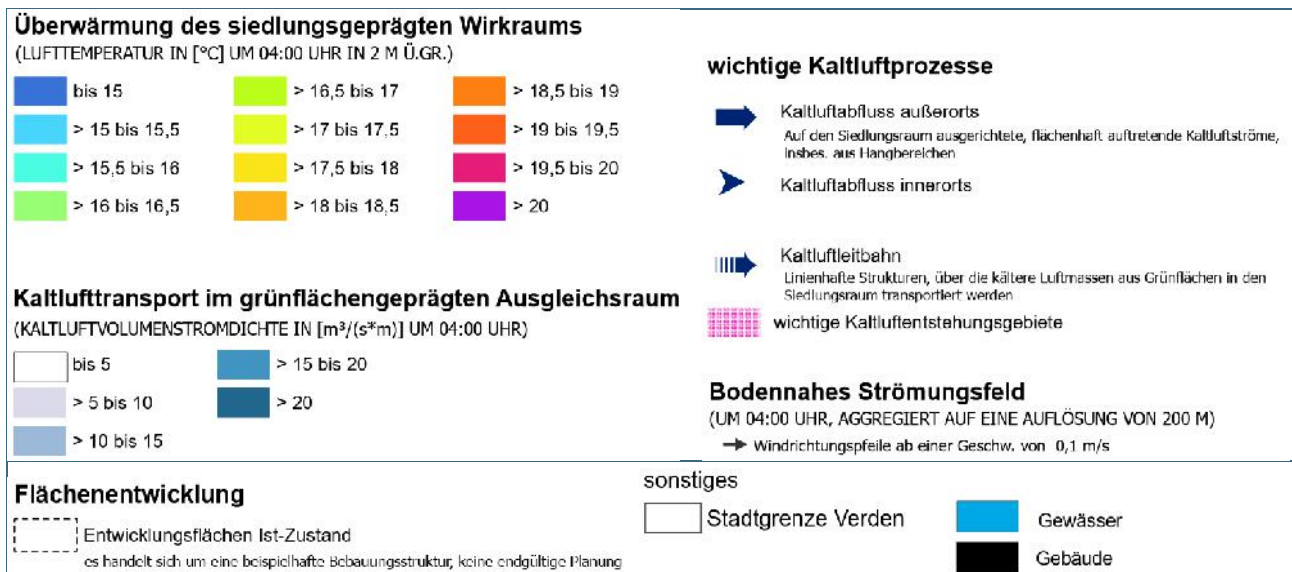 Überwärmung des siedlungsgeprägten Wirkraums
(LUFTTEMPERATUR IN [°C] UM 04:00 UHR IN 2 M Ü.GR.)
bis 15
> 15 bis 15,5
> 15,5 bis 16
> 16 bis 16,5
> 16,5 bis 17
> 17 bis 17,5
> 17,5 bis 18
> 18 bis 18,5
> 18,5 bis 19
> 19 bis 19,5
> 19,5 bis 20
> 20
Kaltlufttransport im grünflächengeprägten Ausgleichsraum
(KALTLUFTVOLUMENSTROMDICHTE IN [m³/(s*m)] UM 04:00 UHR)
bis 5
> 5 bis 10
> 10 bis 15
> 15 bis 20
> 20
wichtige Kaltluftprozesse
Kaltluftabfluss außerorts
Auf den Siedlungsraum ausgerichtete, flächenhaft auftretende Kaltluftströme,
insbes. aus Hangbereichen
Kaltluftabfluss innerorts
Kaltluftleitbahn
Linienhafte Strukturen, über die kältere Luftmassen aus Grünflächen in den
Siedlungsraum transportiert werden
wichtige Kaltluftentstehungsgebiete
Bodennahes Strömungsfeld
(UM 04:00 UHR, AGGREGIERT AUF EINE AUFLÖSUNG VON 200 M)
Windrichtungspfeile ab einer Geschw. von 0,1 m/s
Flächenentwicklung
Entwicklungsflächen Ist-Zustand
es handelt sich um eine beispielhafte Bebauungsstruktur, keine endgültige Planung
sonstiges
Stadtgrenze Verden
Gewässer
Gebäude